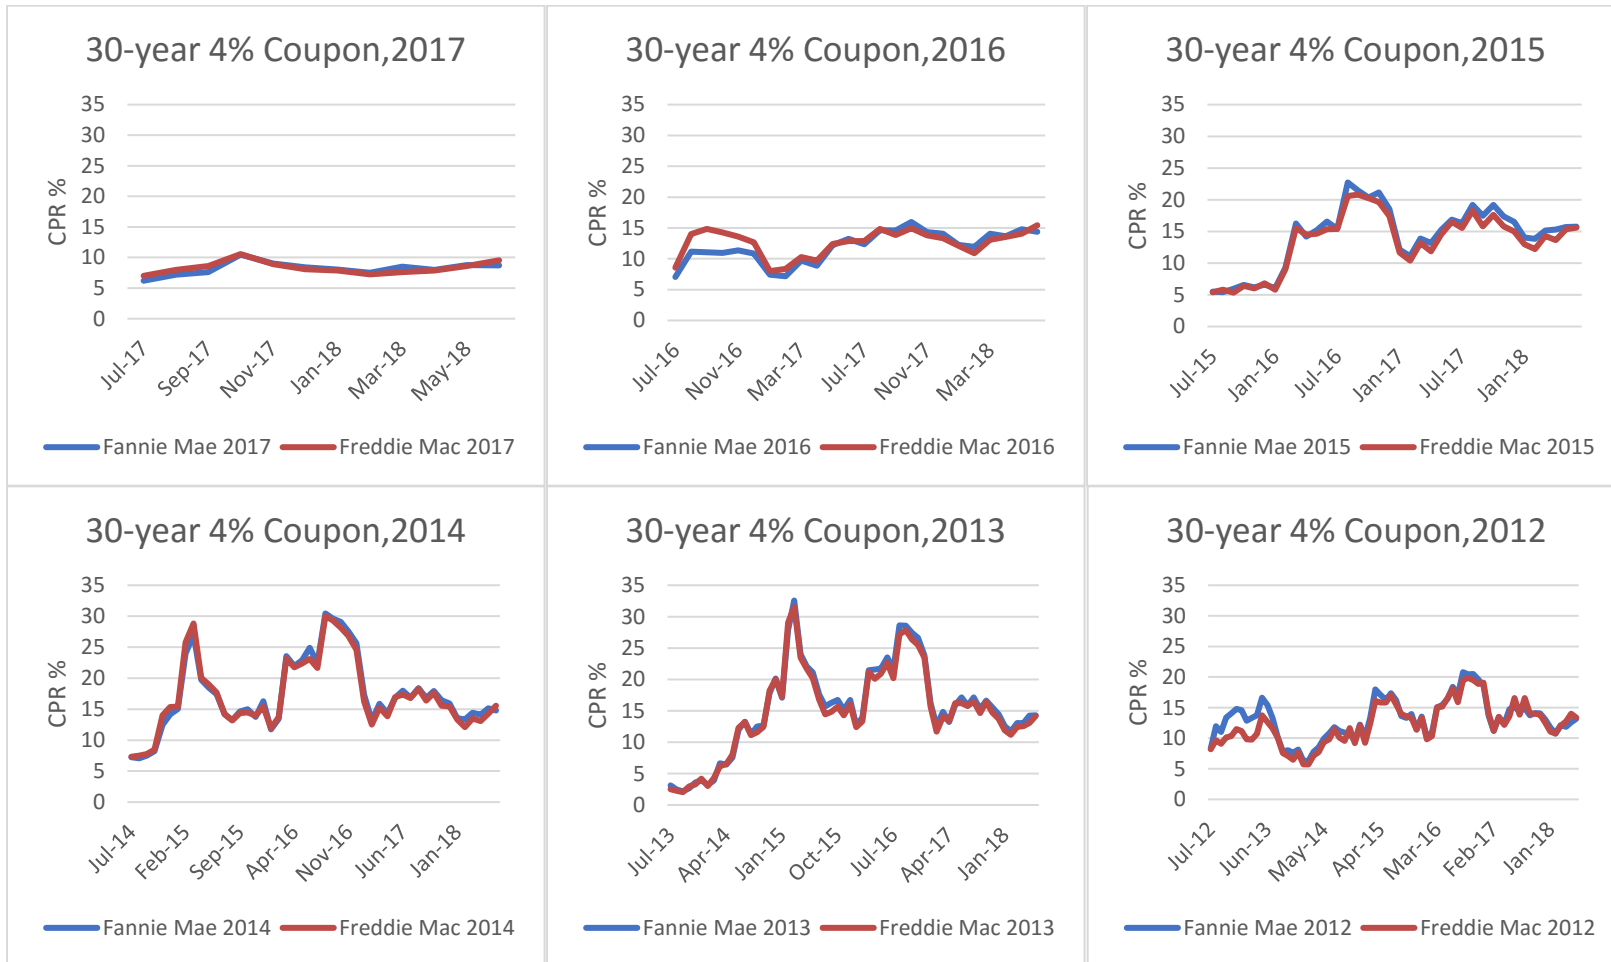 30-year 4% Coupon,2017
CPR %
35
30
25
20
15
10
5
0
Jul-17
Sep-17
Nov-17
Jan-18
Mar-18
May-18
Fannie Mae 2017
Freddie Mac 2017
30-year 4% Coupon,2016
CPR %
35
30
25
20
15
10
5
0
Jul-16
Nov-16
Mar-17
Jul-17
Nov-17
Mar-18
Fannie Mae 2016
Freddie Mac 2016
30-year 4% Coupon,2015
CPR %
35
30
25
20
15
10
5
0
Jul-15
Jan-16
Jul-16
Jan-17
Jul-17
Jan-18
Fannie Mae 2015
Freddie Mac 2015
30-year 4% Coupon,2014
CPR %
35
30
25
20
15
10
5
0
Jul-14
Feb-15
Sep-15
Apr-16
Nov-16
Jun-17
Jan-18
Fannie Mae 2014
Freddie Mac 2014
30-year 4% Coupon,2013
CPR %
35
30
25
20
15
10
5
0
Jul-13
Apr-14
Jan-15
Oct-15
Jul-16
Apr-17
Jan-18
Fannie Mae 2013
Freddie Mac 2013
30-year 4% Coupon,2012
CPR %
35
30
25
20
15
10
5
0
Jul-12
Jun-13
May-14
Apr-15
Mar-16
Feb-17
Jan-18
Fannie Mae 2012
Freddie Mac 2012